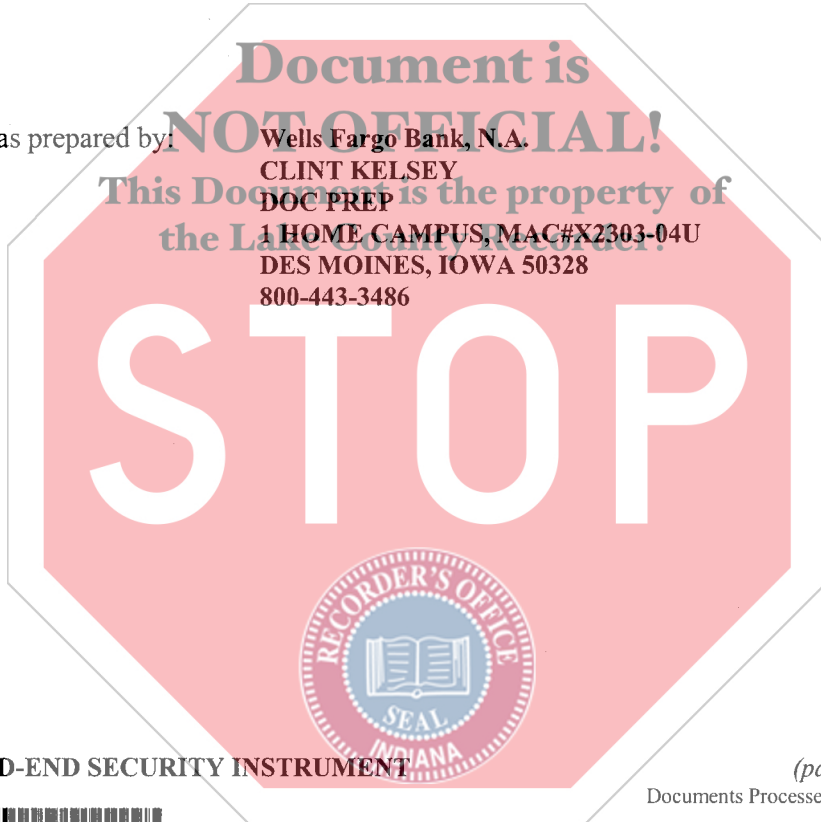 Document is
NOT OFFICIAL!
as prepared by: Wells Fargo Bank, N.A.
CLINT KELSEY
This Document is the property of
DOC PREP
the Lake County Recorder!
1 HOME CAMPUS, MAC#X2303-04U
DES MOINES, IOWA 50328
800-443-3486
STOP
RECORDER'S OFFICE
SEAL
INDIANA
D-END SECURITY INSTRUMENT (pa
Documents Processe